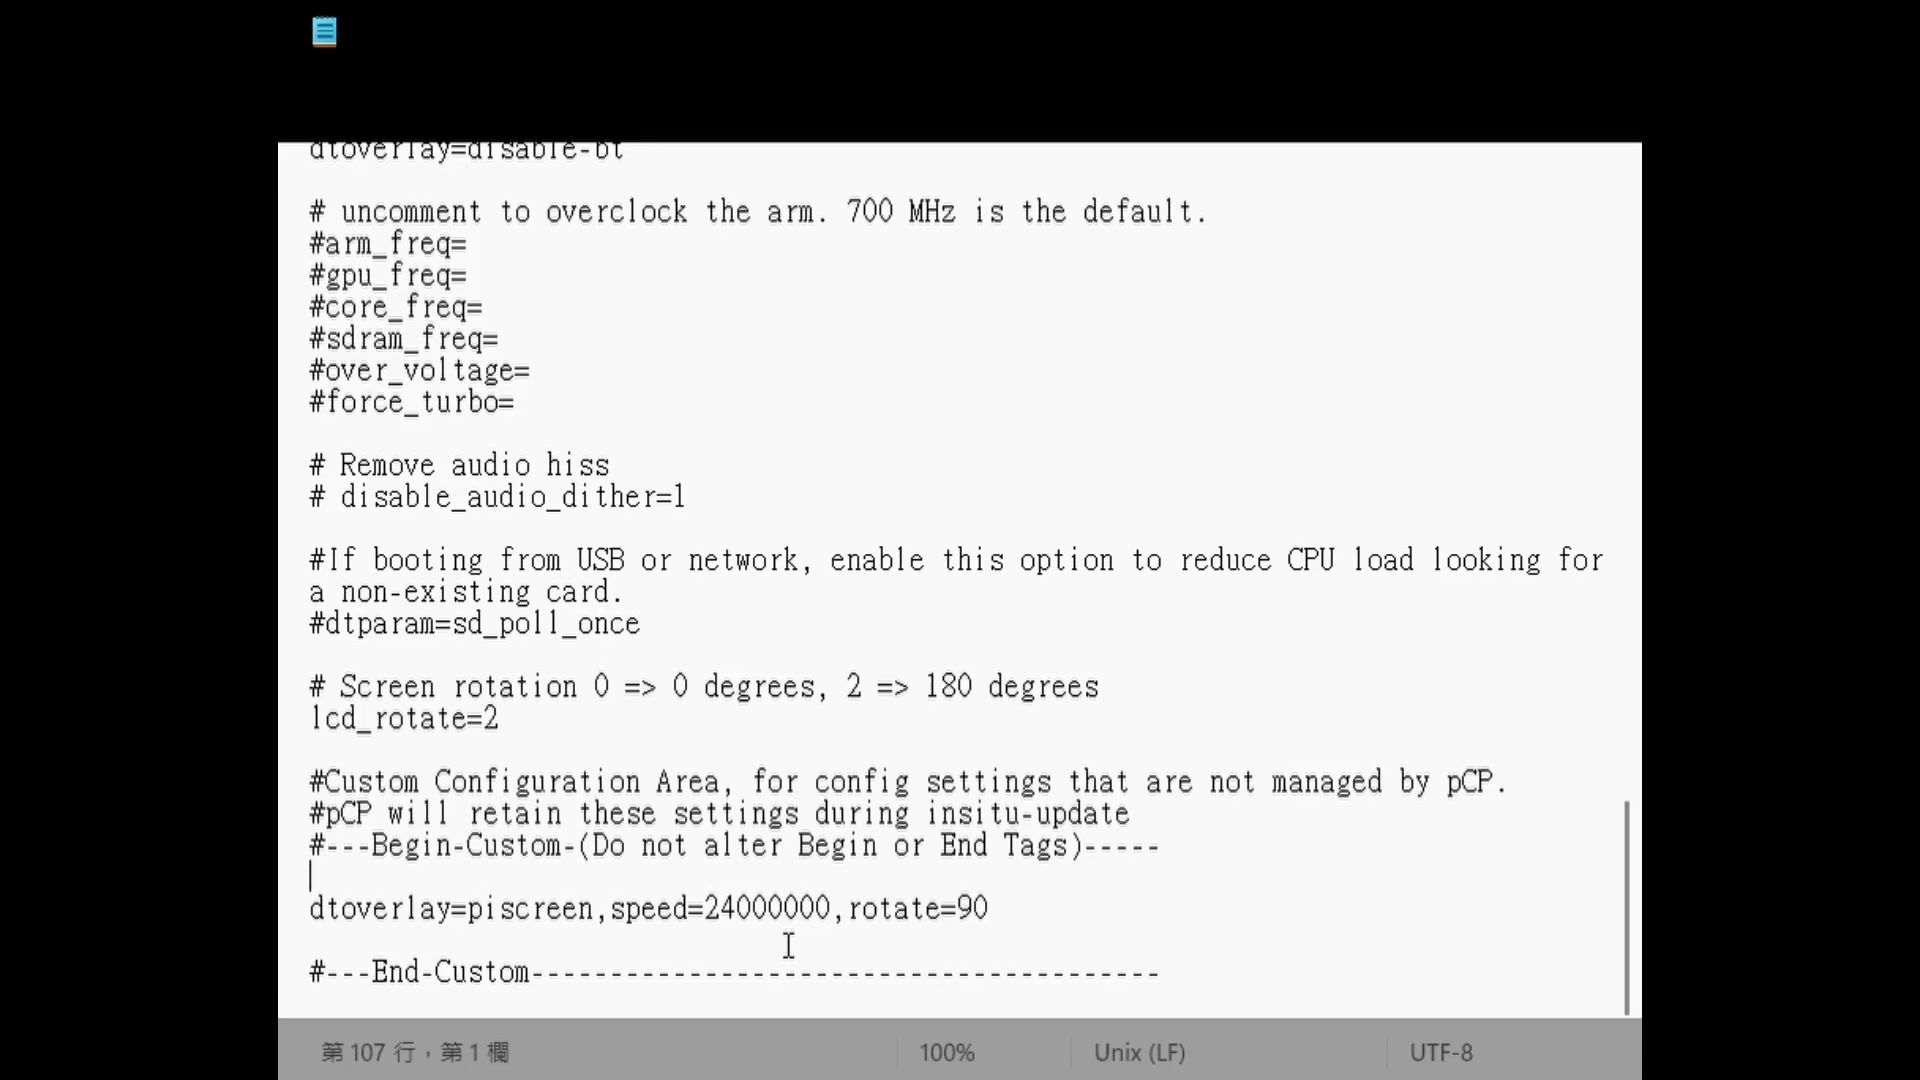 dtoverlay=disable-bt
# uncomment to overclock the arm. 700 MHz is the default.
#arm_freq=
#gpu_freq=
#core_freq=
#sdram_freq=
#over_voltage=
#force_turbo=
# Remove audio hiss
# disable_audio_dither=1
#If booting from USB or network, enable this option to reduce CPU load looking for
a non-existing card.
#dtparam=sd_poll_once
# Screen rotation 0 => 0 degrees, 2 => 180 degrees
lcd_rotate=2
#Custom Configuration Area, for config settings that are not managed by pCP.
#pCP will retain these settings during insitu-update
#---Begin-Custom-(Do not alter Begin or End Tags)-----
dtoverlay=piscreen,speed=24000000,rotate=90
#---End-Custom----------------------------------------
第 107 行，第 1 欄 100% Unix (LF) UTF-8